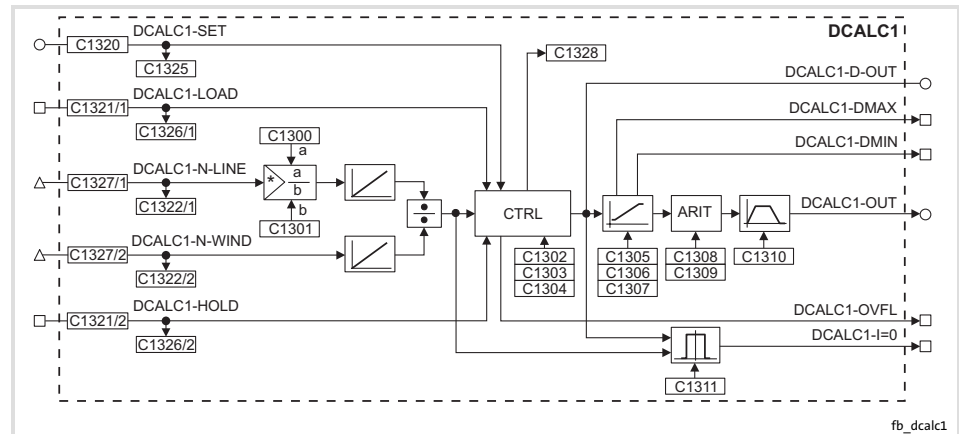 DCALC1
C1320
DCALC1-SET
C1325
C1328
DCALC1-D-OUT
C1321/1
DCALC1-LOAD
C1326/1
DCALC1-DMAX
DCALC1-DMIN
C1300
a
C1327/1
DCALC1-N-LINE
C1322/1
* a
b
b
C1301
CTRL
ARIT
DCALC1-OUT
C1327/2
DCALC1-N-WIND
C1322/2
C1302
C1303
C1304
C1305
C1306
C1307
C1308
C1309
C1310
C1321/2
DCALC1-HOLD
C1326/2
DCALC1-OVFL
DCALC1-I=0
C1311
fb_dcalc1